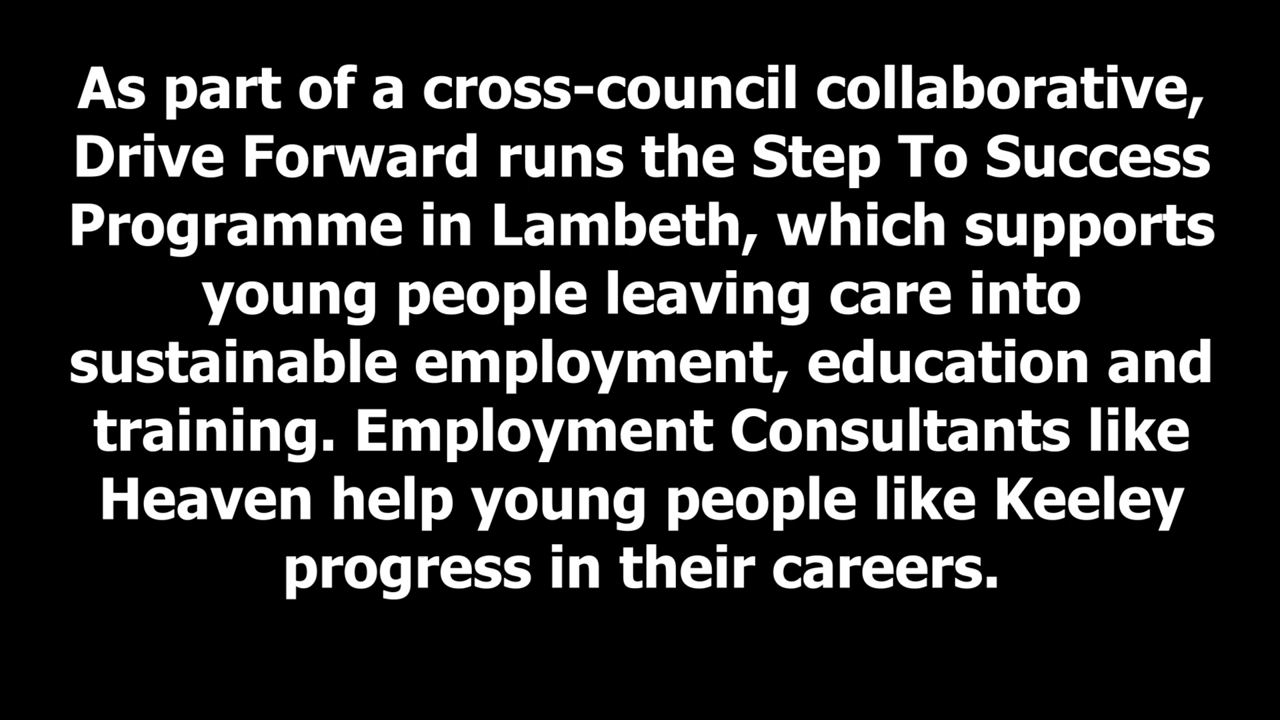 As part of a cross-council collaborative,
Drive Forward runs the Step To Success
Programme in Lambeth, which supports
young people leaving care into
sustainable employment, education and
training. Employment Consultants like
Heaven help young people like Keeley
progress in their careers.